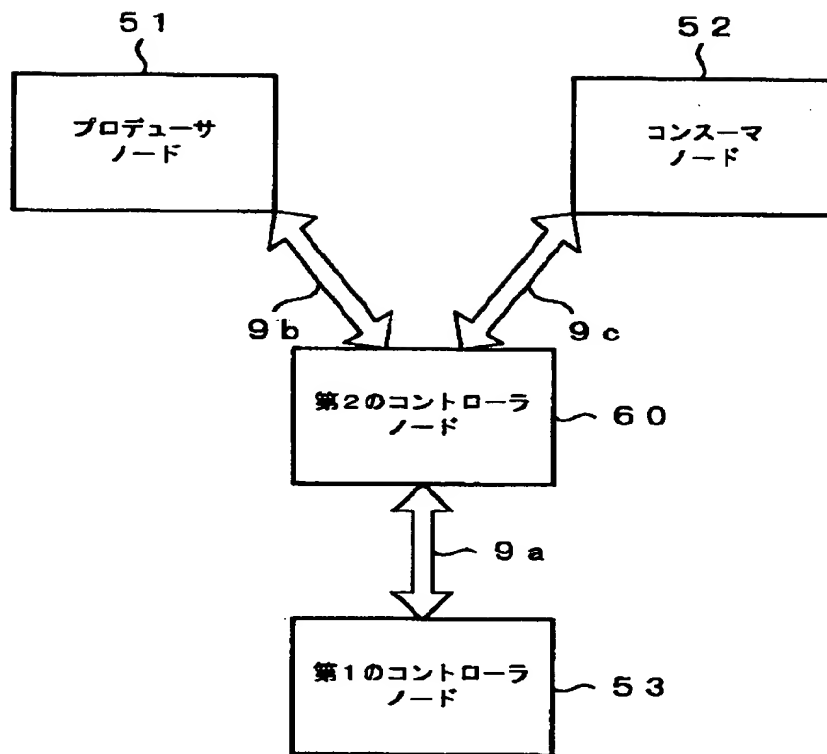 51
52
プロデューサ
ノード
コンスーマ
ノード
9b
9c
第2のコントローラ
ノード
60
9a
第1のコントローラ
ノード
53